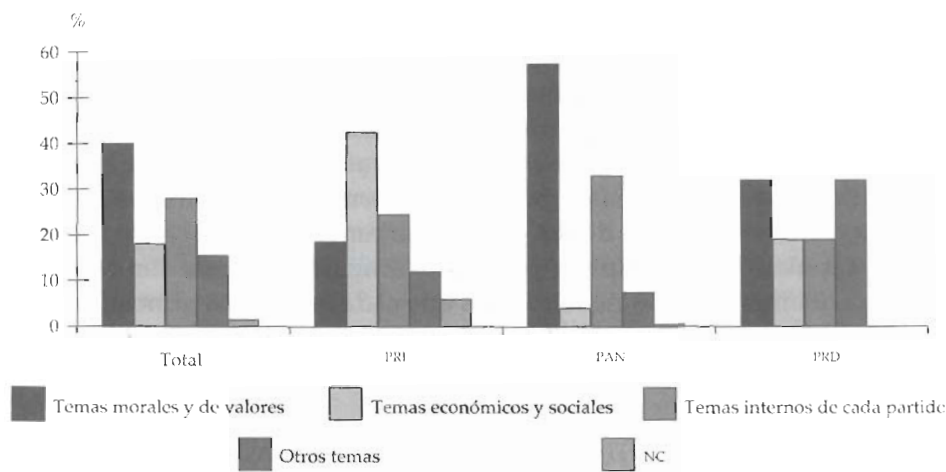 %
60
50
40
30
20
10
0
Total PRI PAN PRD
Temas morales y de valores Temas económicos y sociales Temas internos de cada partido
Otros temas NC